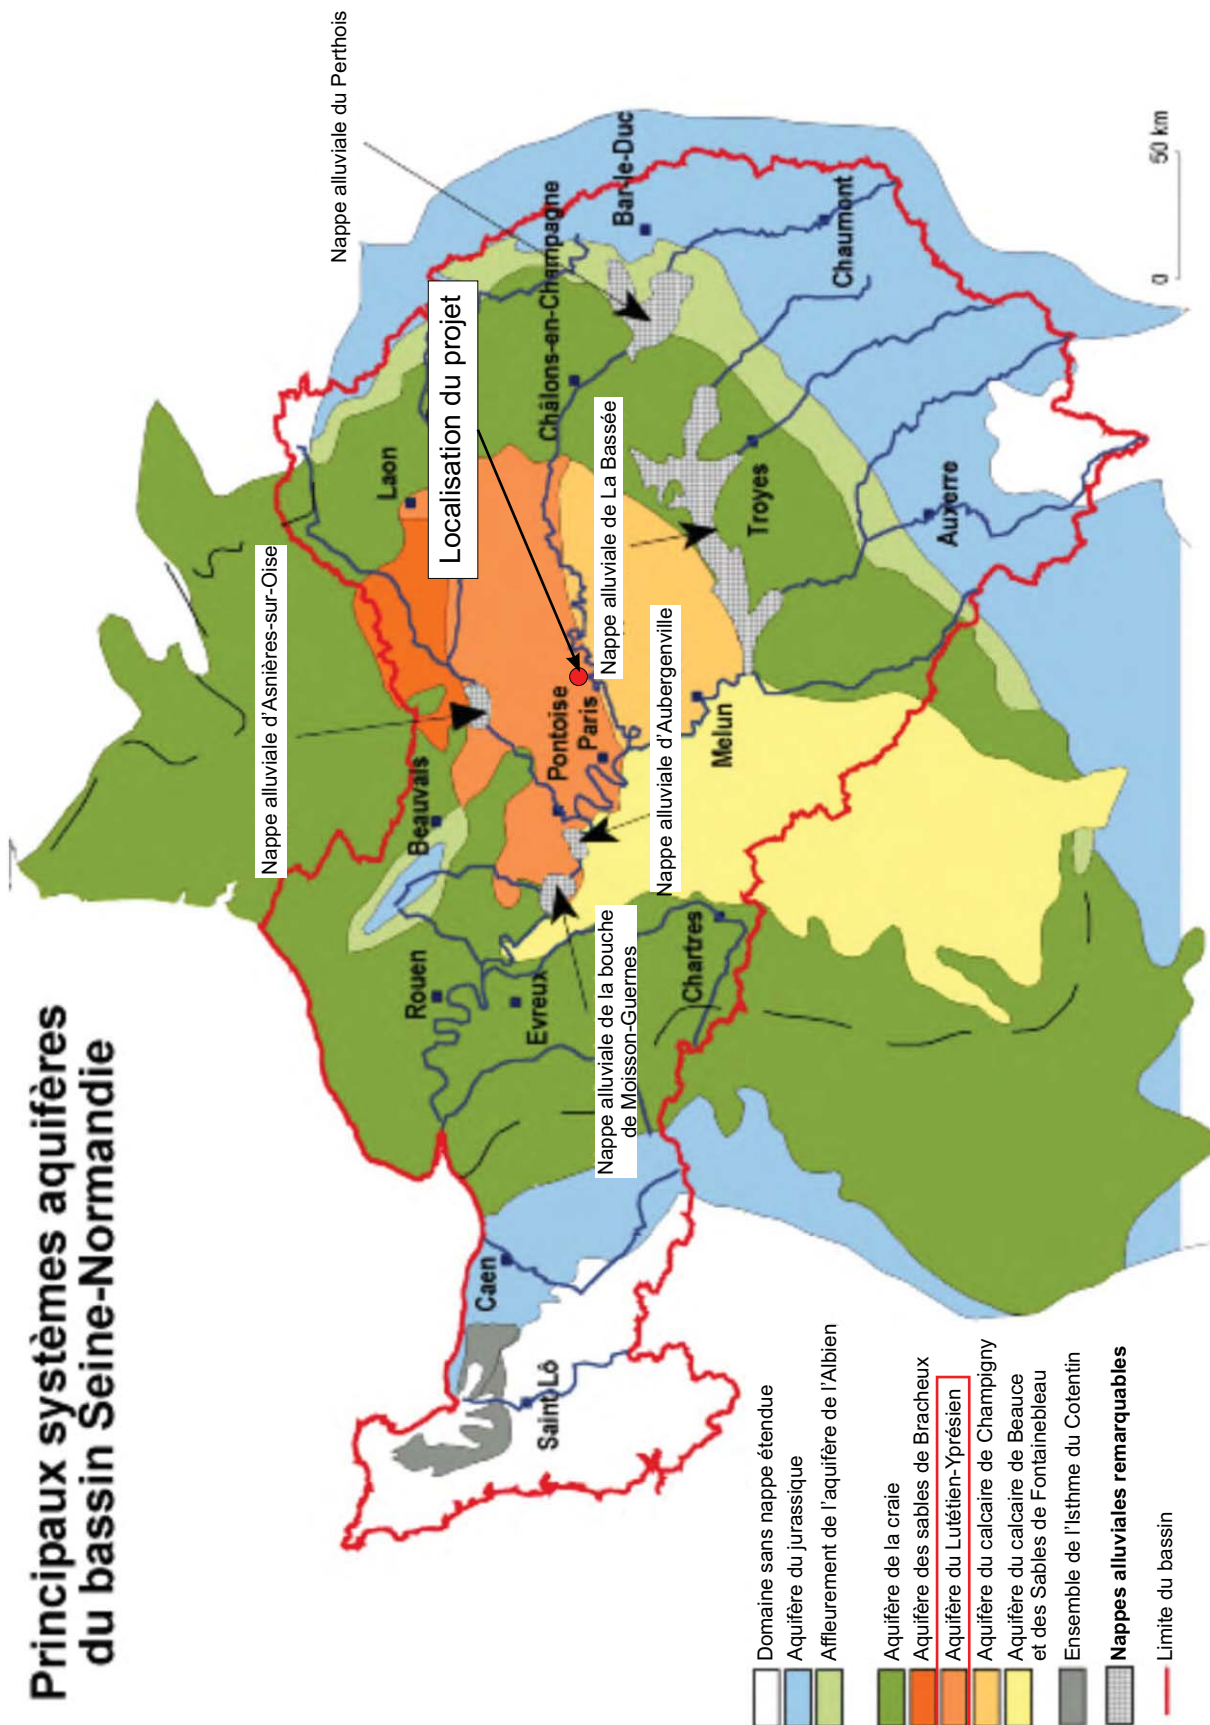 Principaux systèmes aquifères
du bassin Seine-Normandie
Nappe alluviale du Perthois
Nappe alluviale d'Asnières-sur-Oise
Localisation du projet
Laon
Beauvais
Rouen
Evreux
Caen
Saint Lô
Pontoise
Paris
Châlons-en-Champagne
Bar-le-Duc
Nappe alluviale de La Bassée
Nappe alluviale d'Aubergenville
Nappe alluviale de la bouche
de Moisson-Guernes
Melun
Chartres
Troyes
Chaumont
Auxerre
0
50 km
Domaine sans nappe étendue
Aquifère du jurassique
Affleurement de l'aquifère de l'Albien
Aquifère de la craie
Aquifère des sables de Bracheux
Aquifère du Lutétien-Yprésien
Aquifère du calcaire de Champigny
Aquifère du calcaire de Beauce
et des Sables de Fontainebleau
Ensemble de l'Isthme du Cotentin
Nappes alluviales remarquables
Limite du bassin